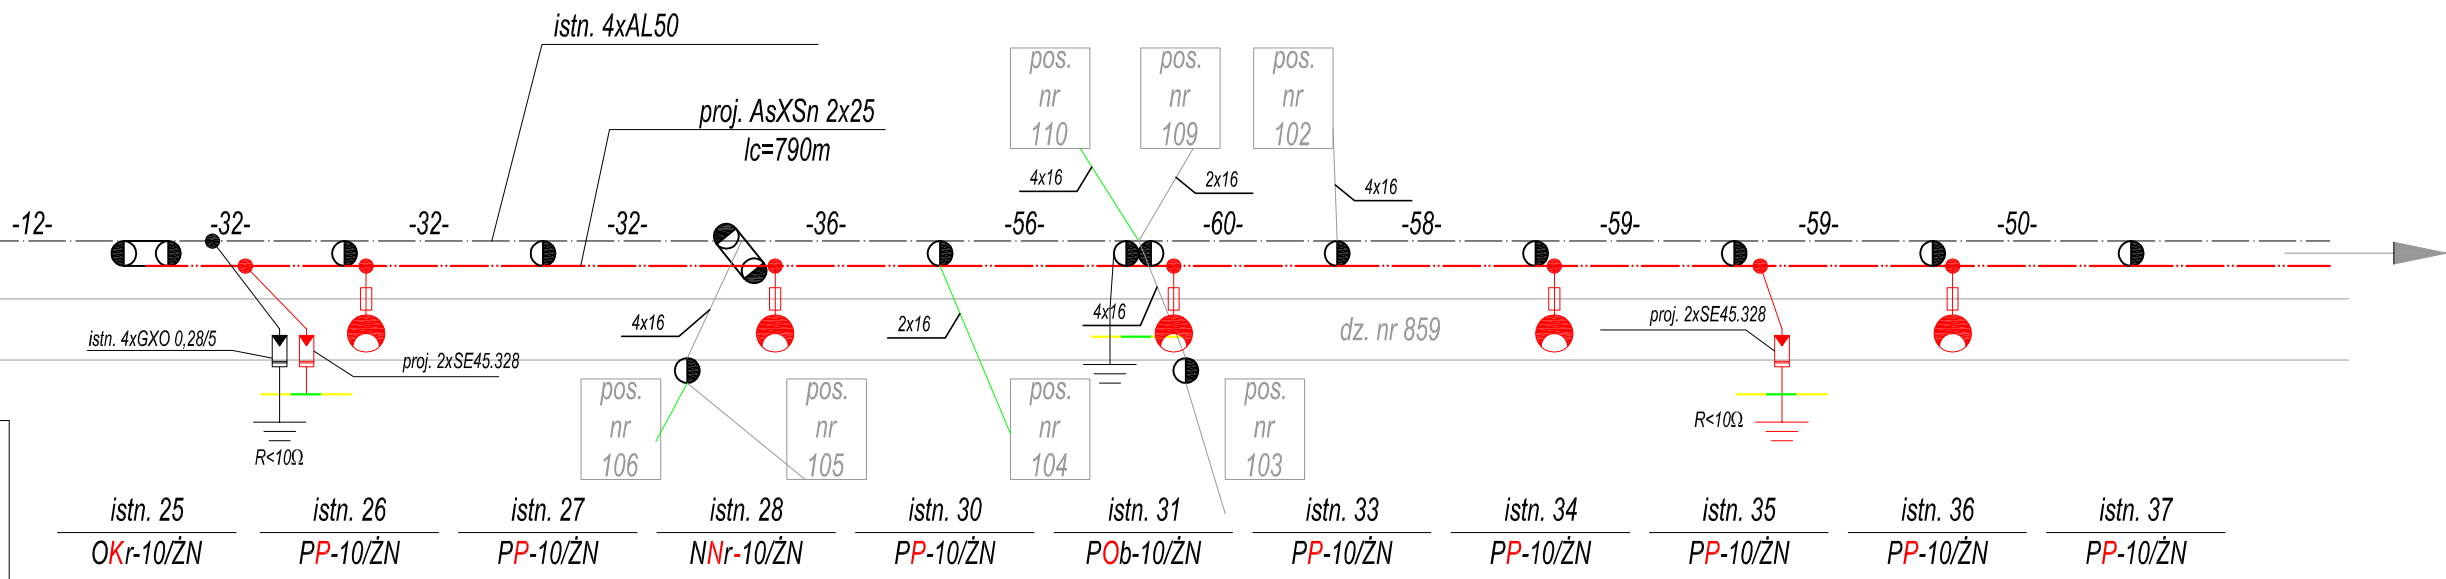 istn. 4xAL50
proj. AsXSn 2x25
lc=790m
pos.
nr
110
pos.
nr
109
pos.
nr
102
4x16
2x16
4x16
-12-
-32-
-32-
-32-
-36-
-56-
-60-
-58-
-59-
-59-
-50-
istn. 4xGXO 0,28/5
proj. 2xSE45.328
4x16
2x16
4x16
dz. nr 859
proj. 2xSE45.328
R<10Ω
R<10Ω
pos.
nr
106
pos.
nr
105
pos.
nr
104
pos.
nr
103
istn. 25
OKr-10/ŻN
istn. 26
PP-10/ŻN
istn. 27
PP-10/ŻN
istn. 28
NNr-10/ŻN
istn. 30
PP-10/ŻN
istn. 31
POb-10/ŻN
istn. 33
PP-10/ŻN
istn. 34
PP-10/ŻN
istn. 35
PP-10/ŻN
istn. 36
PP-10/ŻN
istn. 37
PP-10/ŻN